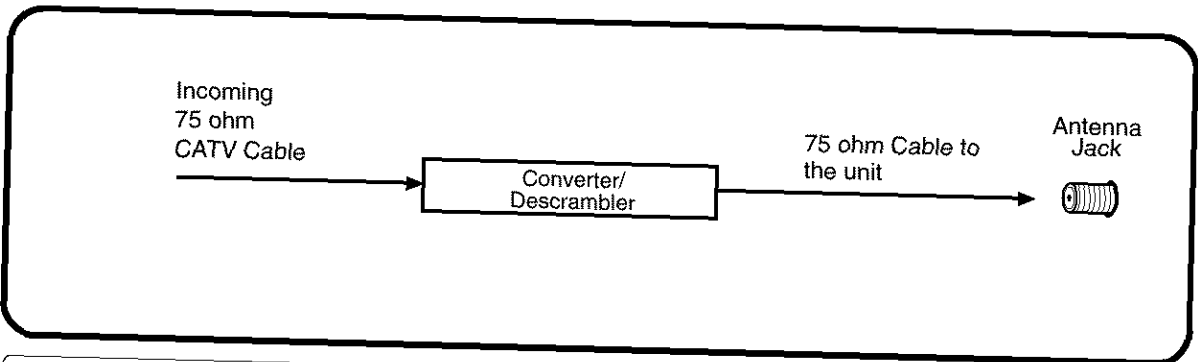 Incoming
75 ohm
CATV Cable
Converter/
Descrambler
75 ohm Cable to
the unit
Antenna
Jack